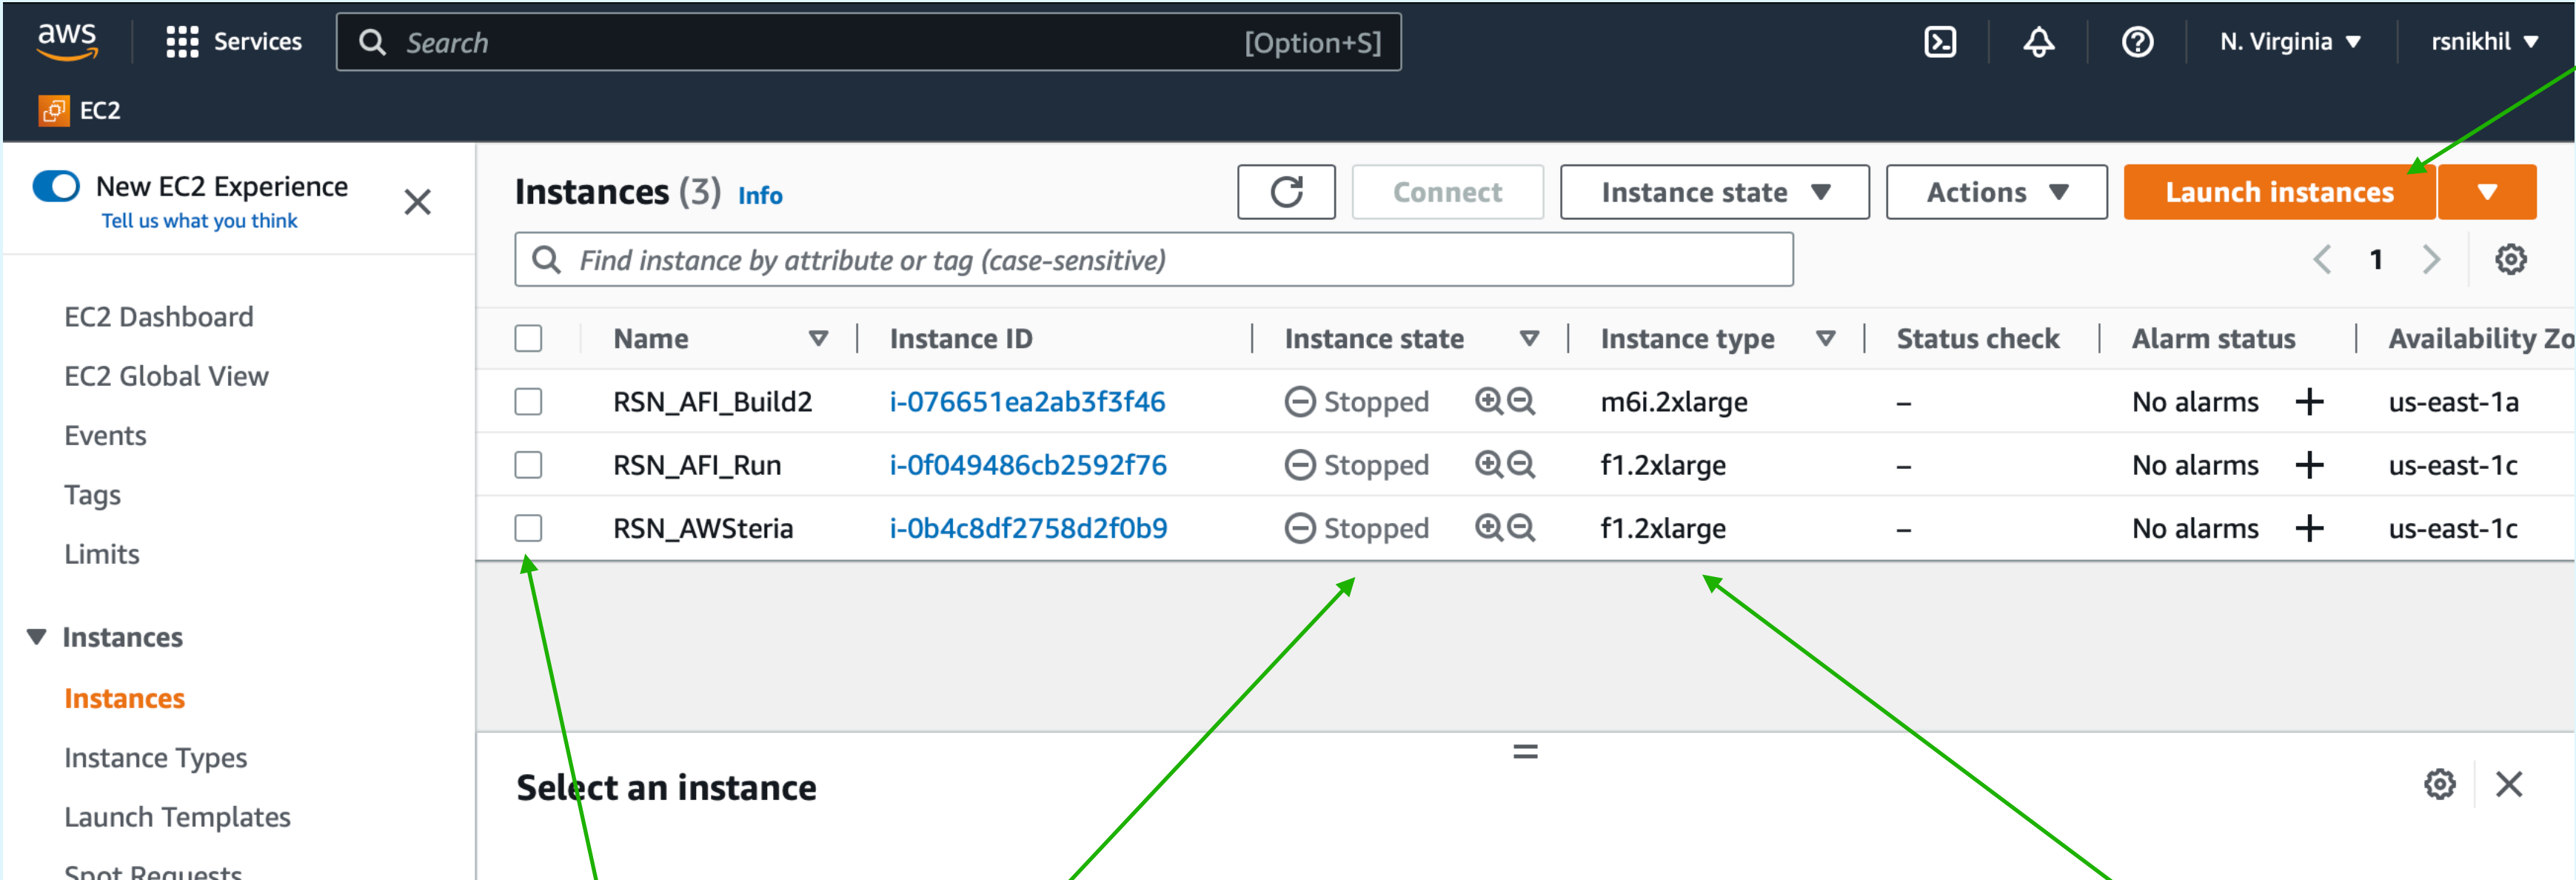 aws Services Search [Option+S] N. Virginia rsnikhil
EC2
New EC2 Experience
Tell us what you think
EC2 Dashboard
EC2 Global View
Events
Tags
Limits
Instances
Instances
Instance Types
Launch Templates
Spot Requests
Instances (3) Info Connect Instance state Actions Launch instances
Find instance by attribute or tag (case-sensitive) 1
Name Instance ID Instance state Instance type Status check Alarm status Availability Zo
RSN_AFI_Build2 i-076651ea2ab3f3f46 Stopped m6i.2xlarge – No alarms + us-east-1a
RSN_AFI_Run i-0f049486cb2592f76 Stopped f1.2xlarge – No alarms + us-east-1c
RSN_AWSteria i-0b4c8df2758d2f0b9 Stopped f1.2xlarge – No alarms + us-east-1c
Select an instance